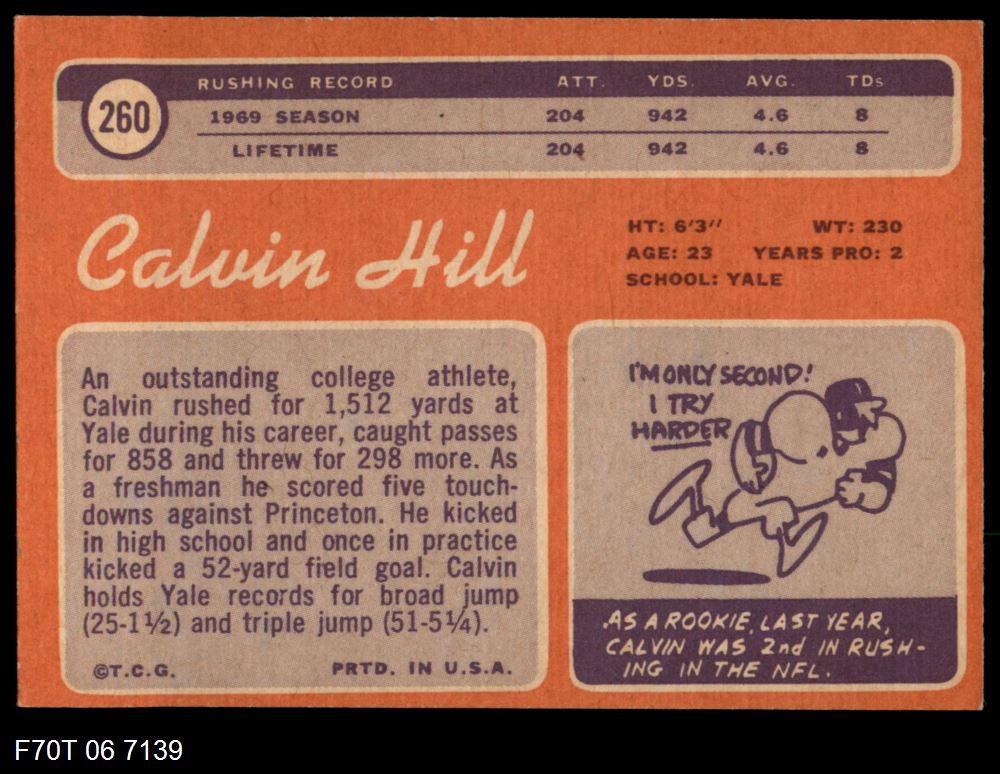 RUSHING RECORD ATT. YDS. AVG. TDs
260
1969 SEASON 204 942 4.6 8
LIFETIME 204 942 4.6 8
Calvin Hill
HT: 6'3" WT: 230
AGE: 23 YEARS PRO: 2
SCHOOL: YALE
An outstanding college athlete,
Calvin rushed for 1,512 yards at
Yale during his career, caught passes
for 858 and threw for 298 more. As
a freshman he scored five touch-
downs against Princeton. He kicked
in high school and once in practice
kicked a 52-yard field goal. Calvin
holds Yale records for broad jump
(25-1½) and triple jump (51-5¼).
©T.C.G. PRTD. IN U.S.A.
I'M ONLY SECOND!
I TRY
HARDER
AS A ROOKIE, LAST YEAR,
CALVIN WAS 2nd IN RUSH-
ING IN THE NFL.
F70T 06 7139